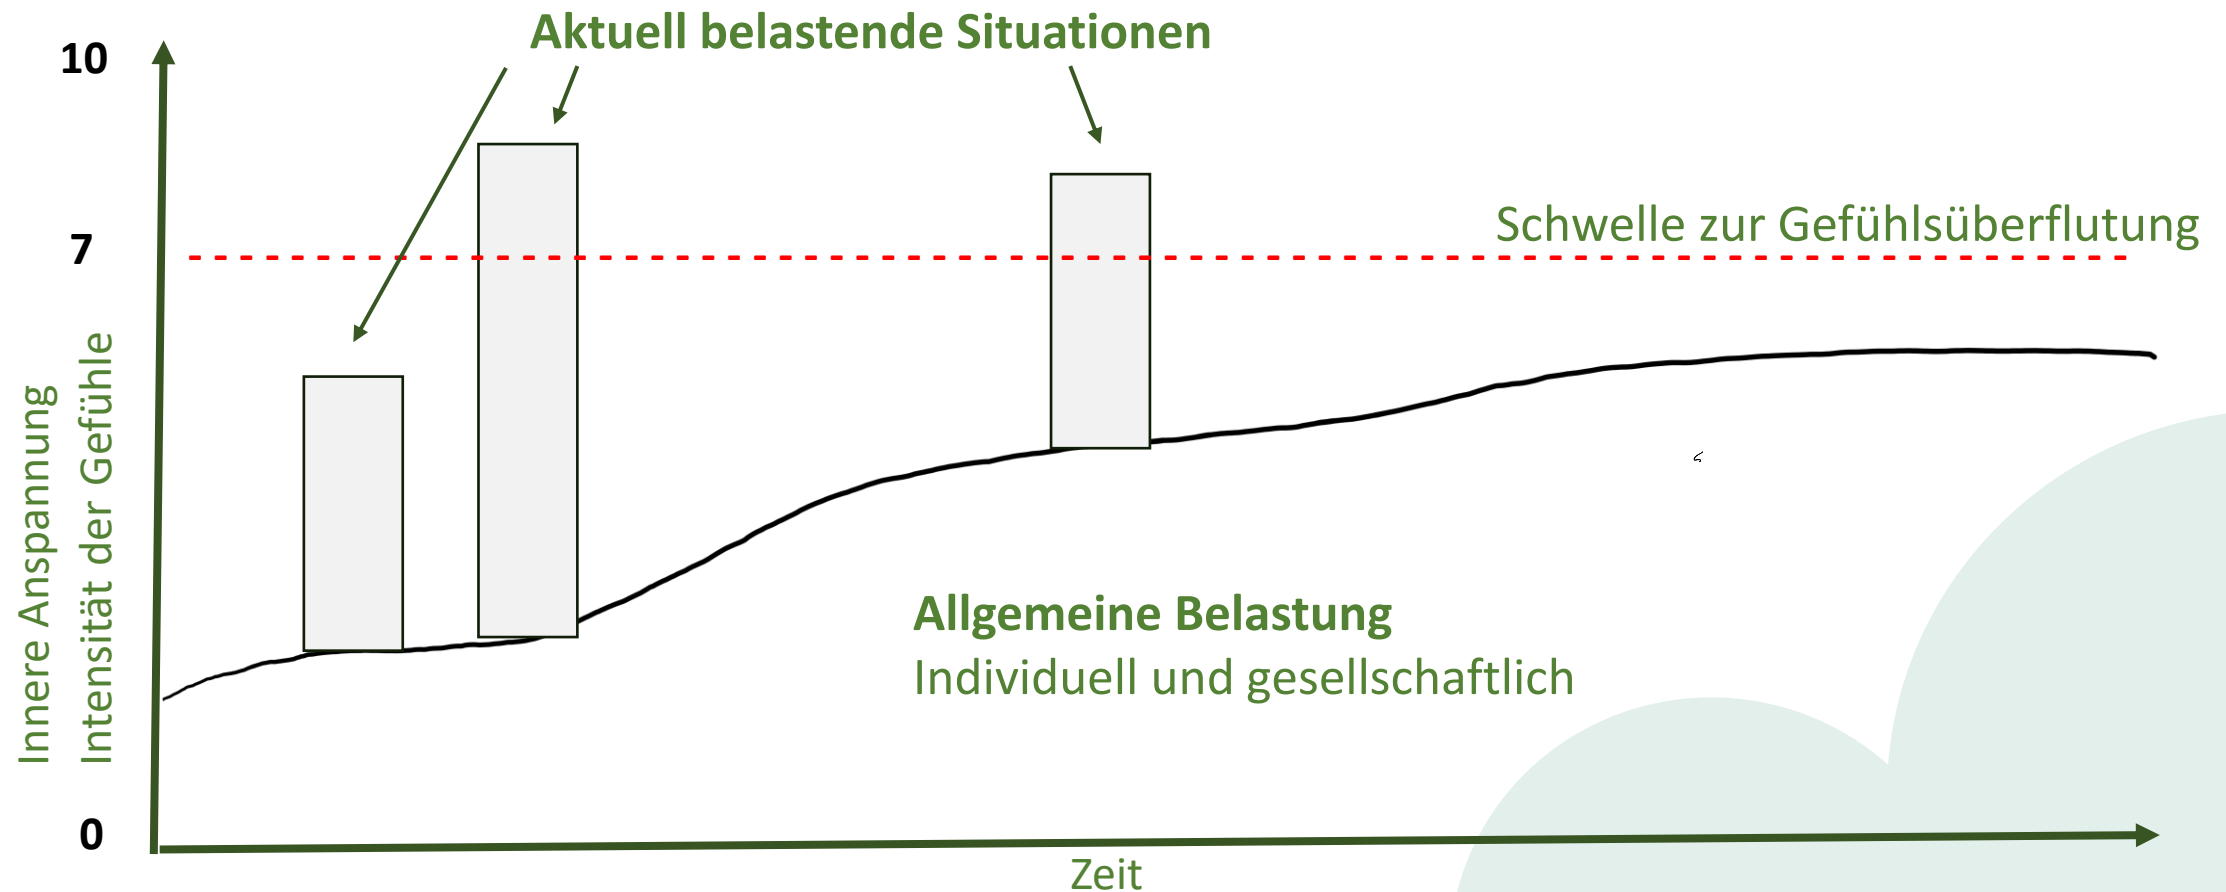 Aktuell belastende Situationen
10
7
Schwelle zur Gefühlsüberflutung
Innere Anspannung
Intensität der Gefühle
Allgemeine Belastung
Individuell und gesellschaftlich
0
Zeit